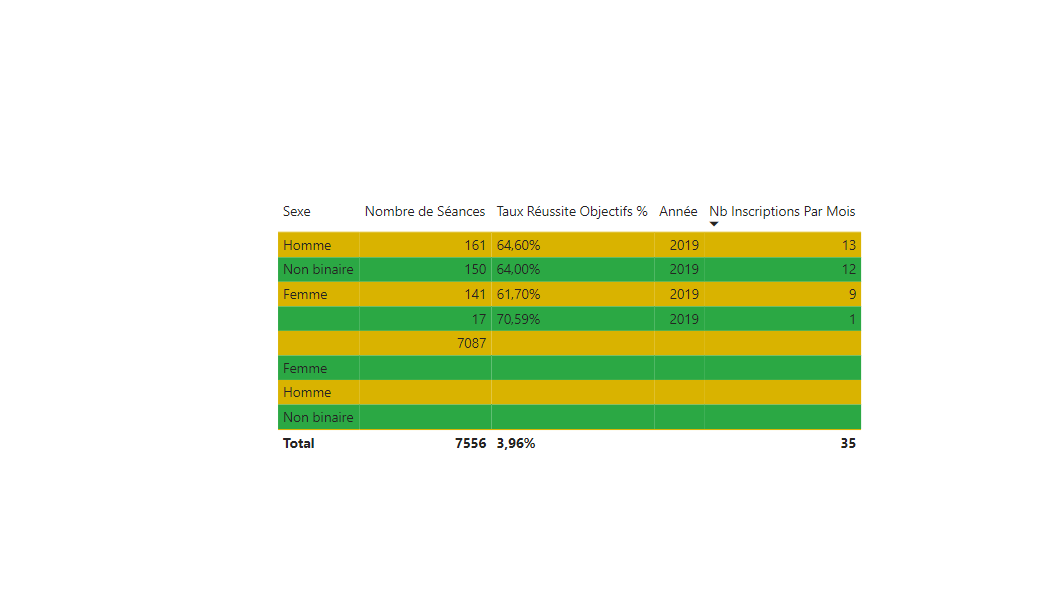 Sexe Nombre de Séances Taux Réussite Objectifs % Année Nb Inscriptions Par Mois
Homme 161 64,60% 2019 13
Non binaire 150 64,00% 2019 12
Femme 141 61,70% 2019 9
17 70,59% 2019 1
7087
Femme
Homme
Non binaire
Total 7556 3,96% 35